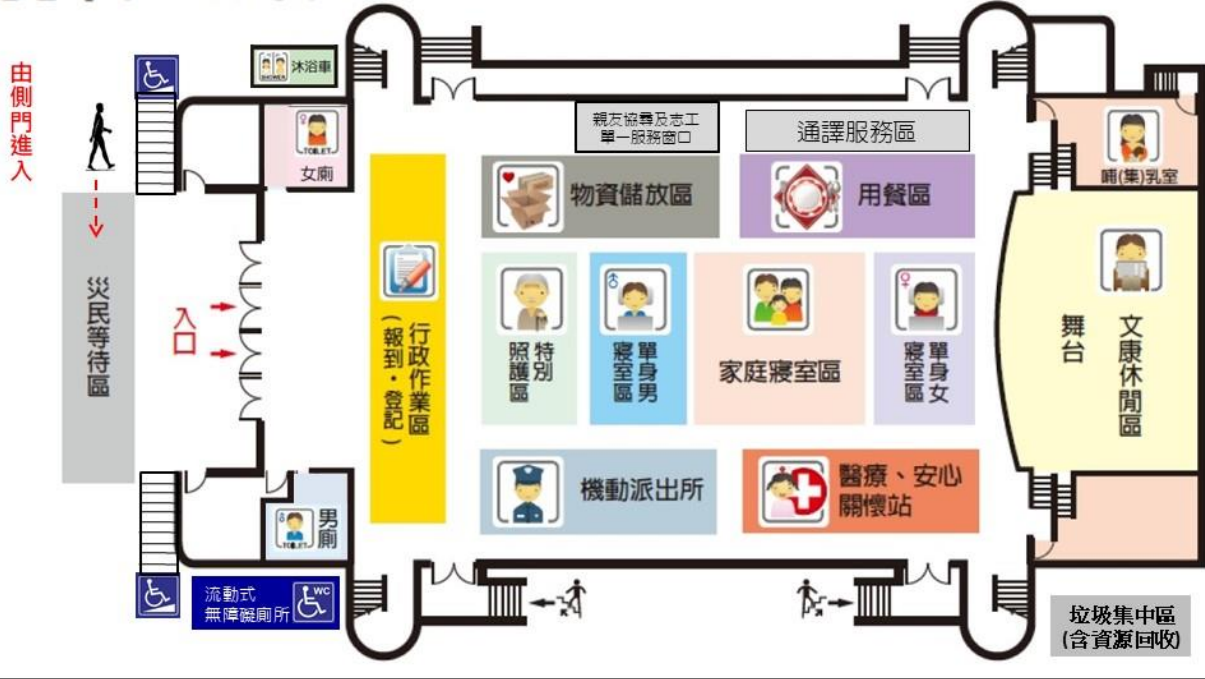 由側門進入
災民等待區
入口
沐浴車
SHOWER
TOILET
女廁
行政作業區
(報到・登記)
親友協尋及志工
單一服務窗口
通譯服務區
物資儲放區
用餐區
特別
照護區
單身男
寢室區
家庭寢室區
單身女
寢室區
機動派出所
醫療、安心
關懷站
哺(集)乳室
舞台
文康休閒區
男廁
TOILET
流動式
無障礙廁所
WC
垃圾集中區
(含資源回收)